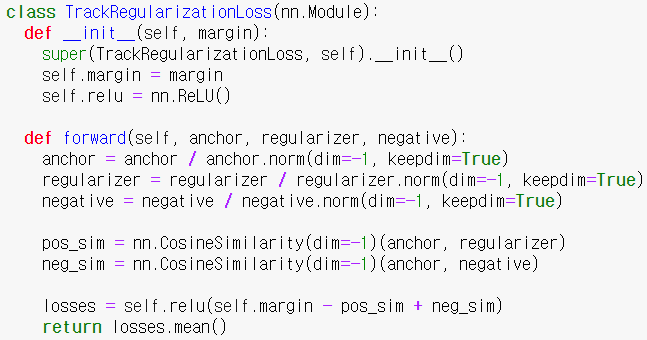 class TrackRegularizationLoss(nn.Module):
  def __init__(self, margin):
    super(TrackRegularizationLoss, self).__init__()
    self.margin = margin
    self.relu = nn.ReLU()

  def forward(self, anchor, regularizer, negative):
    anchor = anchor / anchor.norm(dim=-1, keepdim=True)
    regularizer = regularizer / regularizer.norm(dim=-1, keepdim=True)
    negative = negative / negative.norm(dim=-1, keepdim=True)

    pos_sim = nn.CosineSimilarity(dim=-1)(anchor, regularizer)
    neg_sim = nn.CosineSimilarity(dim=-1)(anchor, negative)

    losses = self.relu(self.margin - pos_sim + neg_sim)
    return losses.mean()